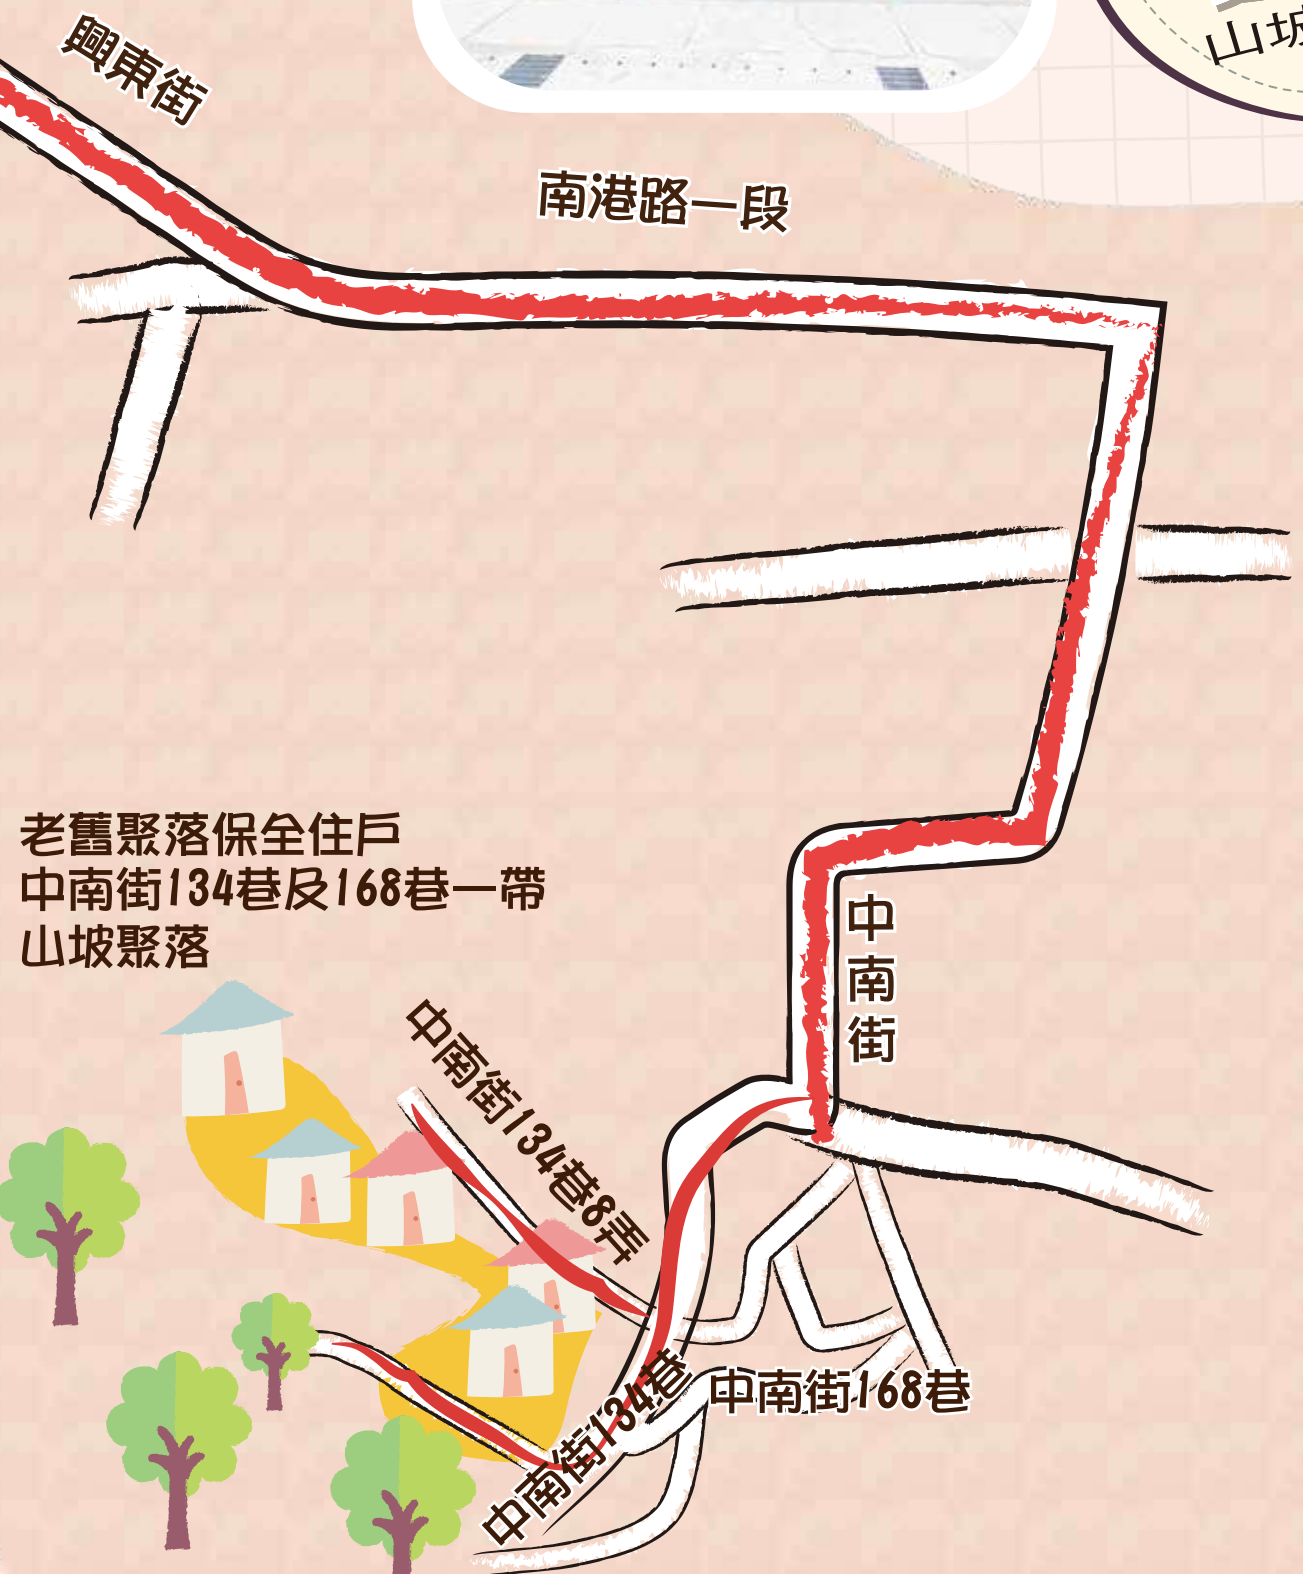 山坡
興東街
南港路一段
老舊聚落保全住戶
中南街134巷及168巷一帶
山坡聚落
中南街
中南街134巷8弄
中南街134巷
中南街168巷